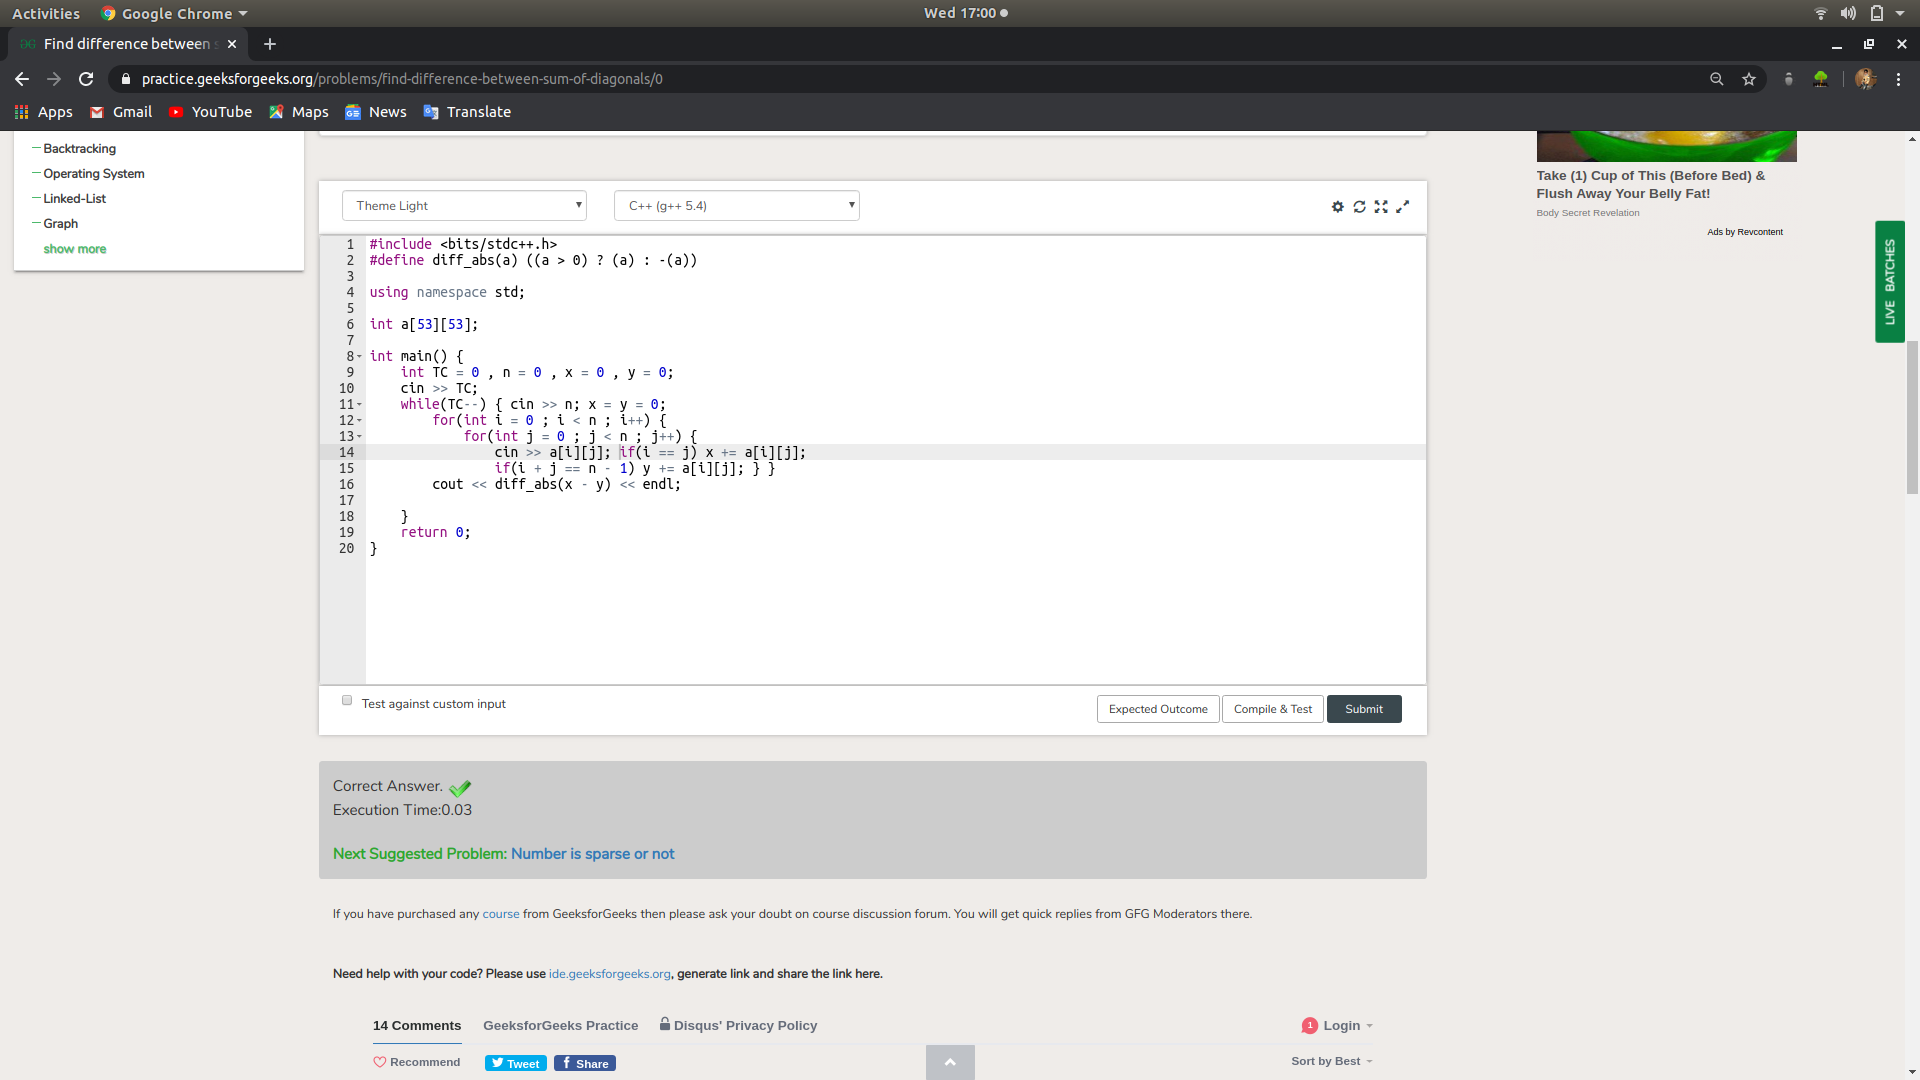 Activities Google Chrome Wed 17:00
Find difference between s
practice.geeksforgeeks.org/problems/find-difference-between-sum-of-diagonals/0
Apps Gmail YouTube Maps News Translate
Backtracking
Operating System
Linked-List
Graph
show more
Theme Light C++ (g++ 5.4)
1 #include <bits/stdc++.h>
2 #define diff_abs(a) ((a > 0) ? (a) : -(a))
3
4 using namespace std;
5
6 int a[53][53];
7
8 int main() {
9 int TC = 0 , n = 0 , x = 0 , y = 0;
10 cin >> TC;
11 while(TC--) { cin >> n; x = y = 0;
12 for(int i = 0 ; i < n ; i++) {
13 for(int j = 0 ; j < n ; j++) {
14 cin >> a[i][j]; if(i == j) x += a[i][j];
15 if(i + j == n - 1) y += a[i][j]; } }
16 cout << diff_abs(x - y) << endl;
17
18 }
19 return 0;
20 }
Test against custom input
Expected Outcome Compile & Test Submit
Correct Answer.
Execution Time:0.03
Next Suggested Problem: Number is sparse or not
If you have purchased any course from GeeksforGeeks then please ask your doubt on course discussion forum. You will get quick replies from GFG Moderators there.
Need help with your code? Please use ide.geeksforgeeks.org, generate link and share the link here.
14 Comments GeeksforGeeks Practice Disqus' Privacy Policy 1 Login
Recommend Tweet Share Sort by Best
Take (1) Cup of This (Before Bed) &
Flush Away Your Belly Fat!
Body Secret Revelation
Ads by Revcontent
LIVE BATCHES